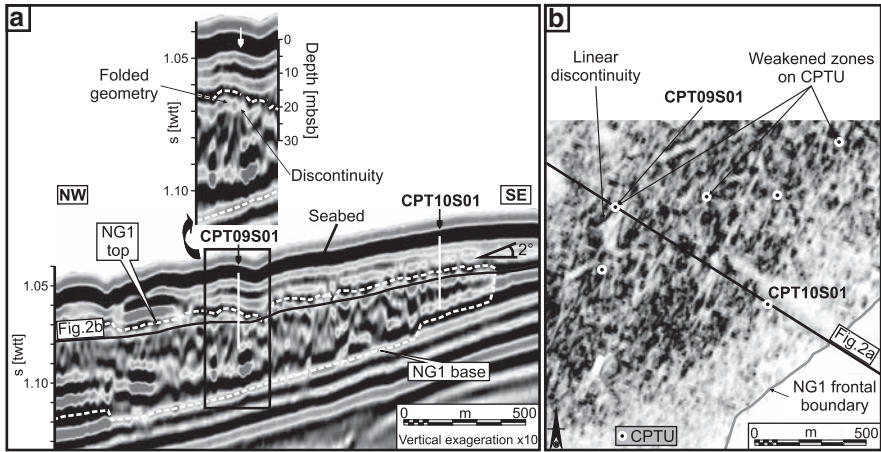 a
1.05
1.10
s [twtt]
0
10
20
30
Depth [mbsb]
Folded
geometry
Discontinuity
NW
SE
NG1
top
CPT09S01
Seabed
CPT10S01
2°
1.05
1.10
s [twtt]
Fig.2b
NG1 base
0 m 500
Vertical exageration x10
b
Linear
discontinuity
Weakened zones
on CPTU
CPT09S01
CPT10S01
Fig.2a
NG1 frontal
boundary
CPTU
0 m 500